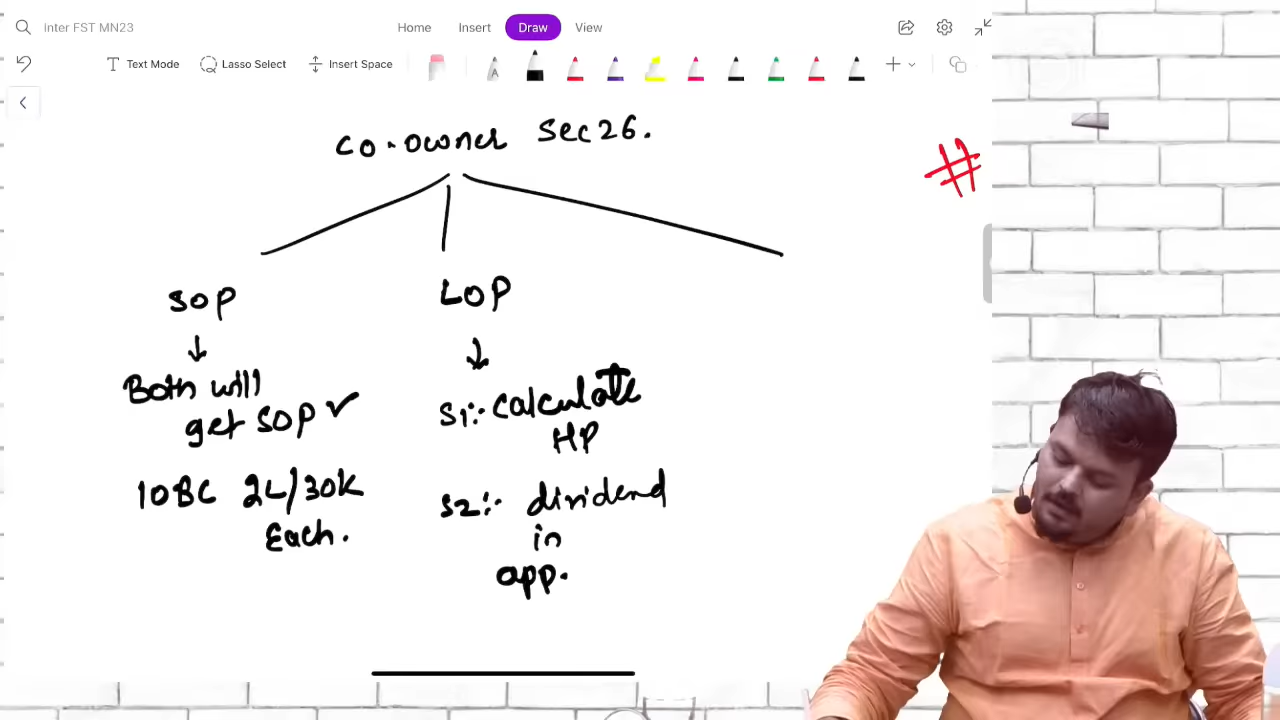 Inter FST MN23
Home Insert Draw View
Text Mode Lasso Select Insert Space
Co-owner Sec 26.
SOP
Both will
get SOP ✓
10BC 2L/30K
Each.
LOP
S1:- Calculate
HP
S2:- dividend
in
app.
#